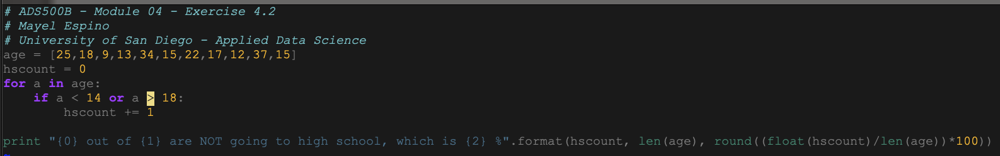 # ADS500B - Module 04 - Exercise 4.2
# Mayel Espino
# University of San Diego - Applied Data Science
age = [25,18,9,13,34,15,22,17,12,37,15]
hscount = 0
for a in age:
    if a < 14 or a > 18:
        hscount += 1

print "{0} out of {1} are NOT going to high school, which is {2} %".format(hscount, len(age), round((float(hscount)/len(age))*100))
~